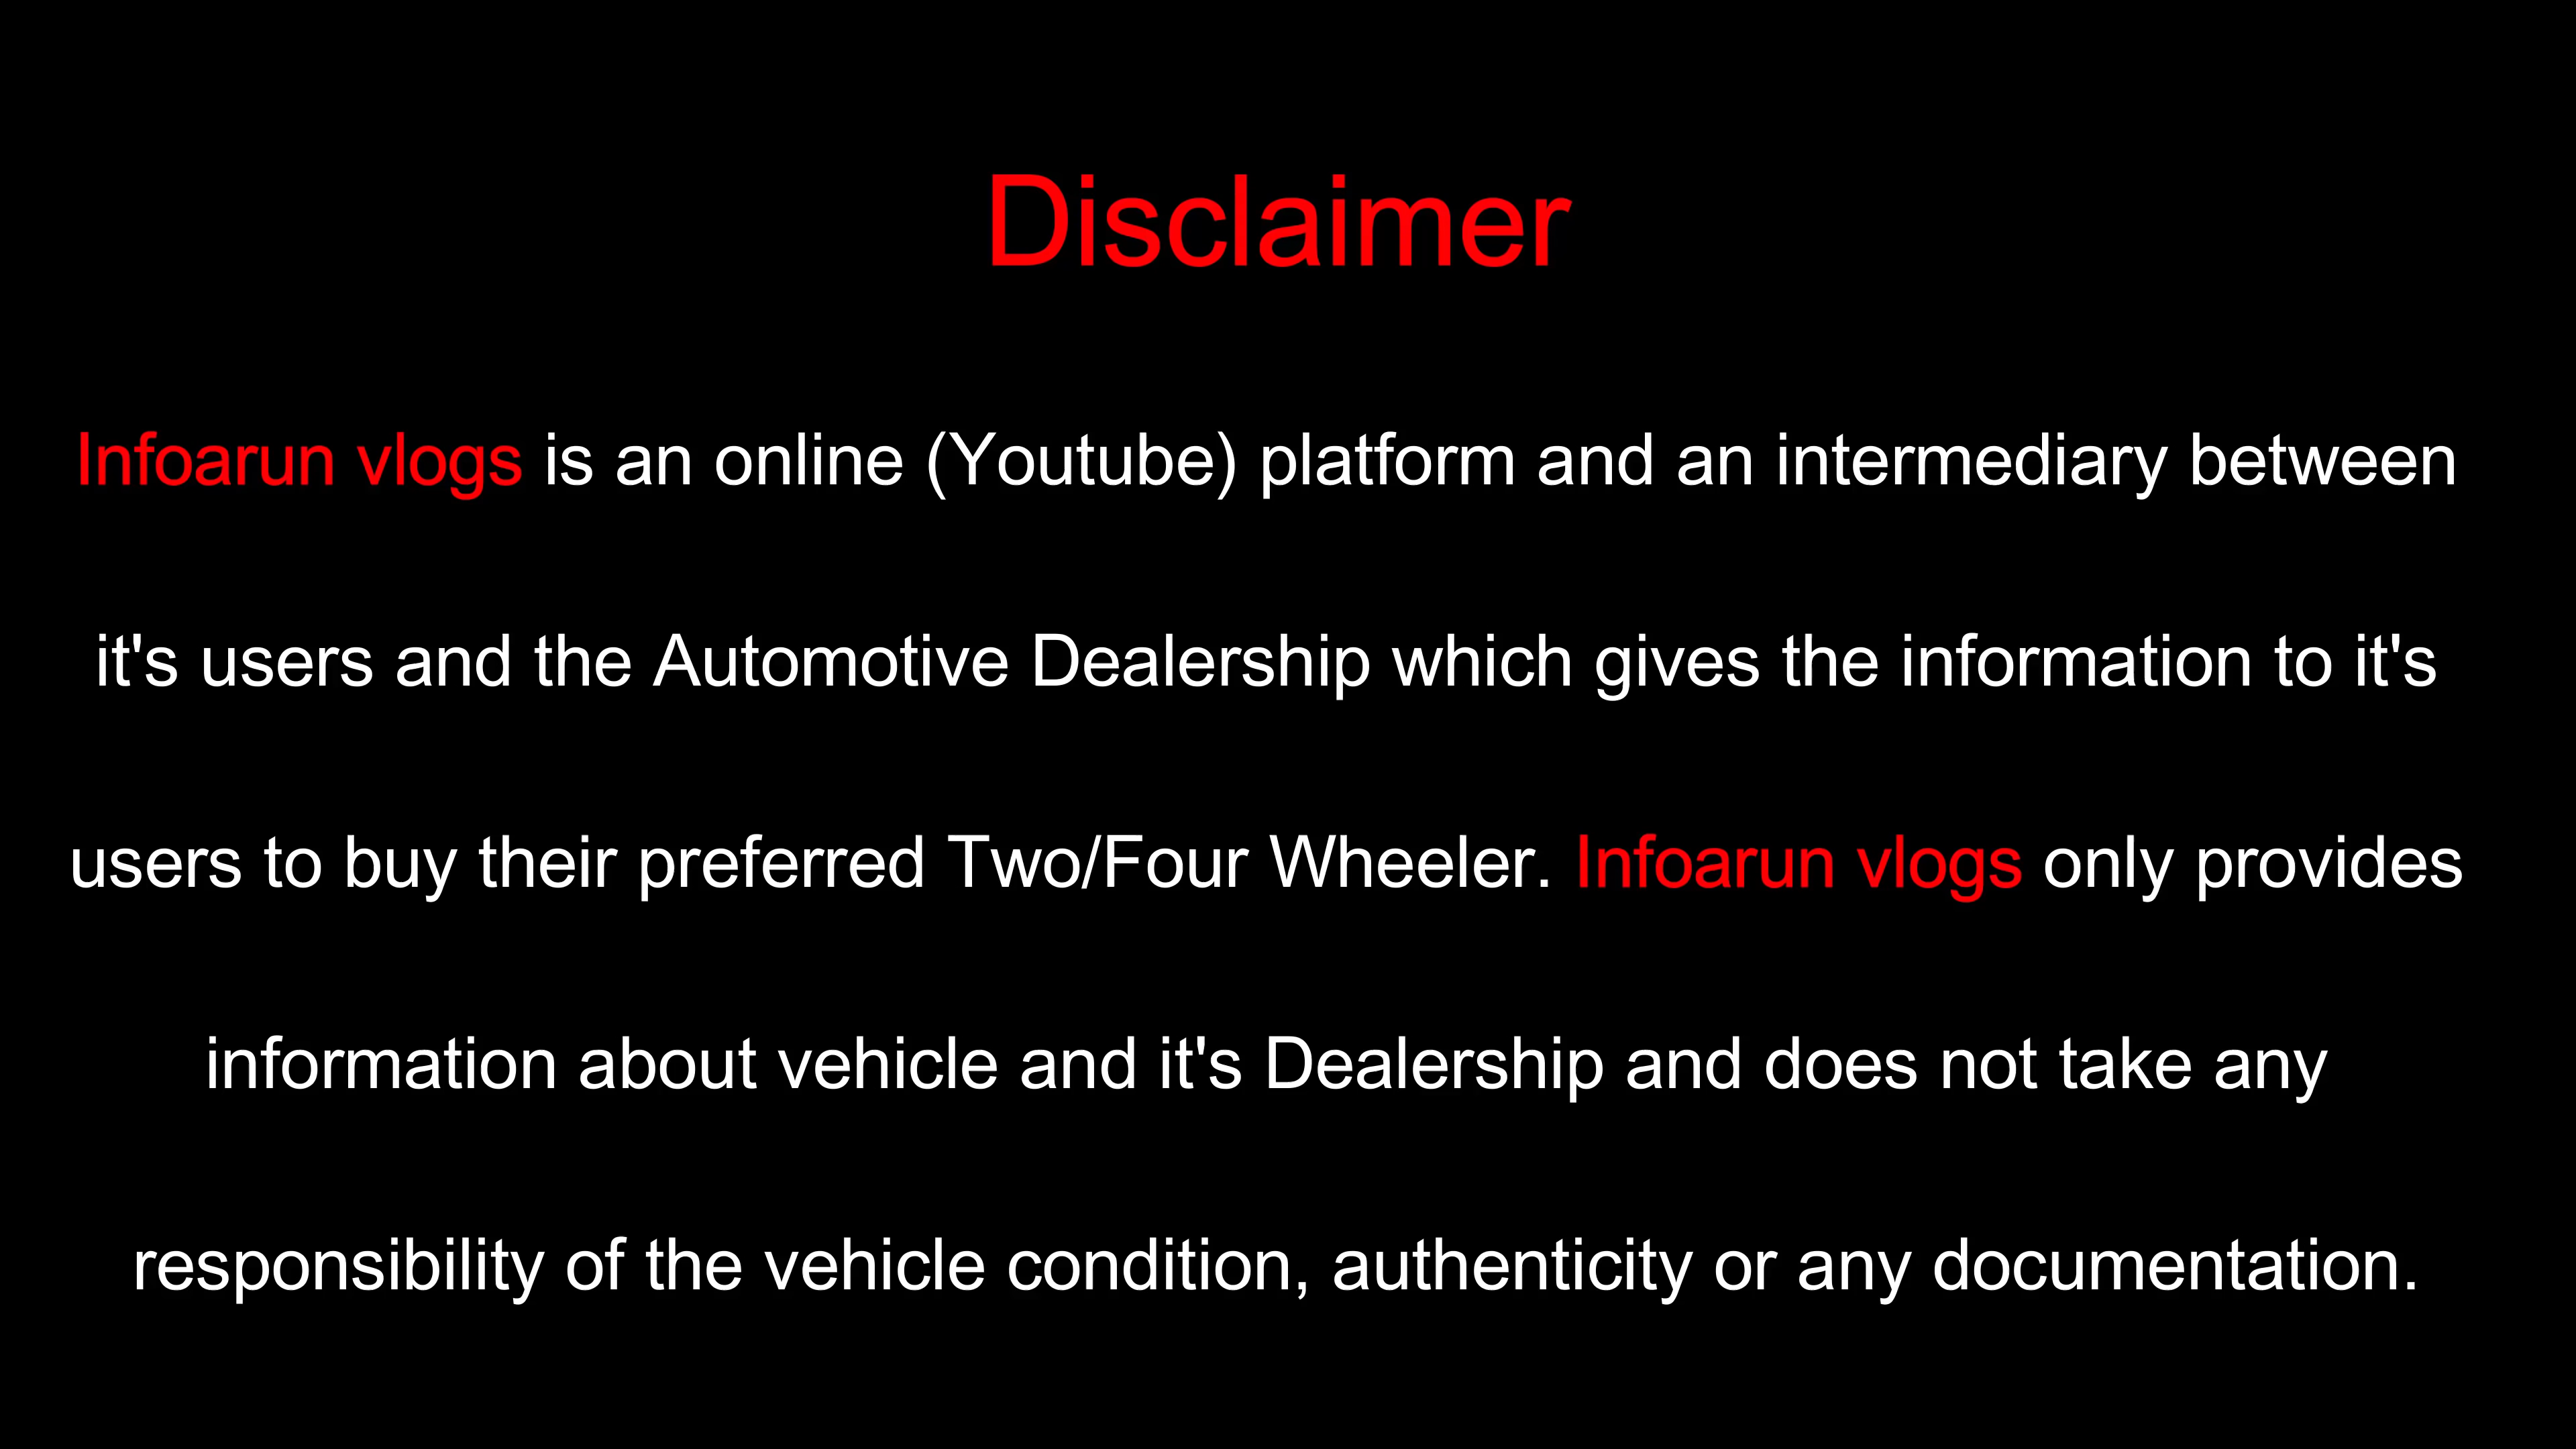 Disclaimer
Infoarun vlogs is an online (Youtube) platform and an intermediary between
it's users and the Automotive Dealership which gives the information to it's
users to buy their preferred Two/Four Wheeler. Infoarun vlogs only provides
information about vehicle and it's Dealership and does not take any
responsibility of the vehicle condition, authenticity or any documentation.